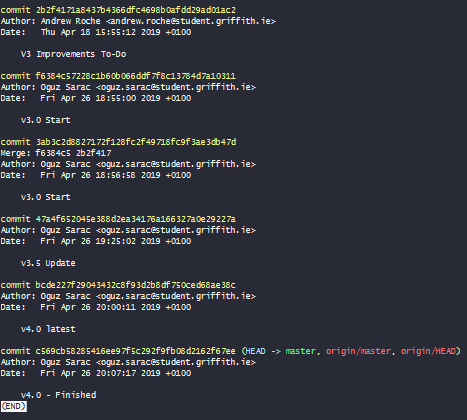 commit 2b2f4171a8437b4366dfc4698b0afdd29ad01ac2
Author: Andrew Roche <andrew.roche@student.griffith.ie>
Date:   Thu Apr 18 15:55:12 2019 +0100
V3 Improvements To-Do
commit f6384c57228c1b60b066ddf7f8c13784d7a10311
Author: Oguz Sarac <oguz.sarac@student.griffith.ie>
Date:   Fri Apr 26 18:55:00 2019 +0100
v3.0 Start
commit 3ab3c2d8827172f128fc2f49718fc9f3ae3db47d
Merge: f6384c5 2b2f417
Author: Oguz Sarac <oguz.sarac@student.griffith.ie>
Date:   Fri Apr 26 18:56:58 2019 +0100
v3.0 Start
commit 47a4f652045e388d2ea34176a166327a0e29227a
Author: Oguz Sarac <oguz.sarac@student.griffith.ie>
Date:   Fri Apr 26 19:25:02 2019 +0100
v3.5 Update
commit bcde227f29043432c8f93d2b8df750ced68ae38c
Author: Oguz Sarac <oguz.sarac@student.griffith.ie>
Date:   Fri Apr 26 20:00:11 2019 +0100
v4.0 latest
commit c569cb58285416ee97f5c292f9fb08d2162f67ee (HEAD -> master, origin/master, origin/HEAD)
Author: Oguz Sarac <oguz.sarac@student.griffith.ie>
Date:   Fri Apr 26 20:07:17 2019 +0100
v4.0 - Finished
(END)